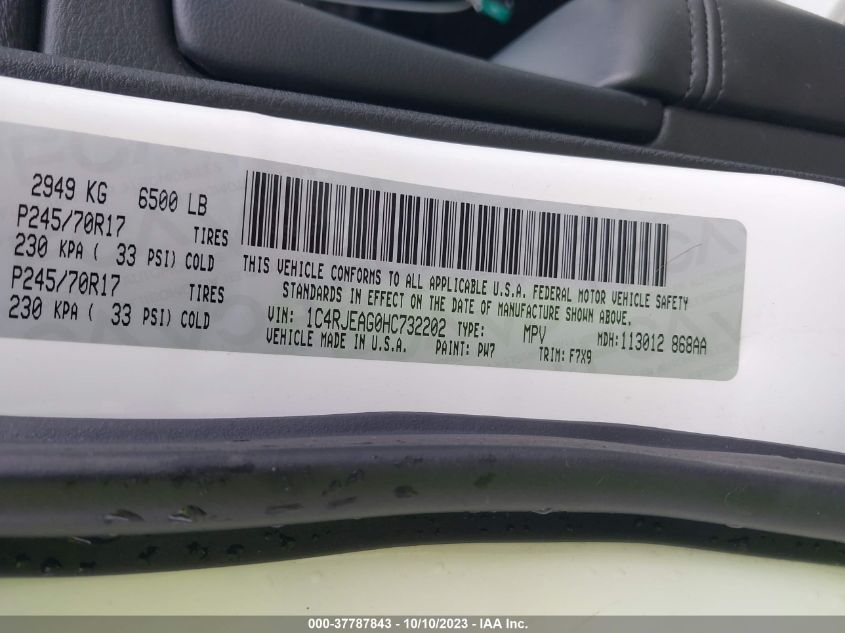 2949 KG 6500 LB
P245/70R17 TIRES
230 KPA ( 33 PSI) COLD
P245/70R17 TIRES
230 KPA ( 33 PSI) COLD
THIS VEHICLE CONFORMS TO ALL APPLICABLE U.S.A. FEDERAL MOTOR VEHICLE SAFETY
STANDARDS IN EFFECT ON THE DATE OF MANUFACTURE SHOWN ABOVE.
VIN: 1C4RJEAG0HC732202 TYPE: MPV MDH:113012 868AA
VEHICLE MADE IN U.S.A. PAINT: PW7 TRIM: F7X9
000-37787843 - 10/10/2023 - IAA Inc.